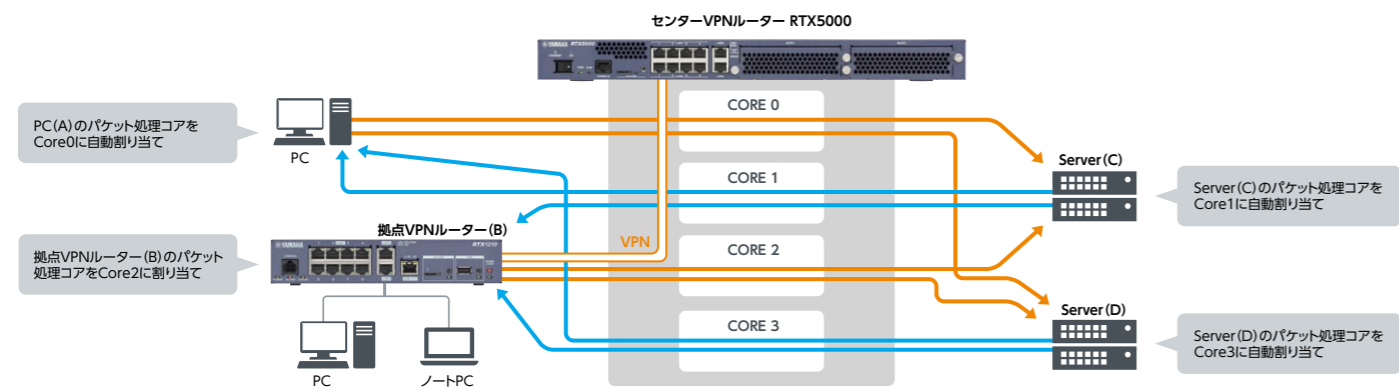 センターVPNルーター RTX5000
YAMAHA RTX5000
CORE 0
PC(A)のパケット処理コアを
Core0に自動割り当て
PC
CORE 1
Server(C)
Server(C)のパケット処理コアを
Core1に自動割り当て
拠点VPNルーター(B)
YAMAHA
RTX1210
VPN
CORE 2
拠点VPNルーター(B)のパケット
処理コアをCore2に割り当て
Server(D)
CORE 3
Server(D)のパケット処理コアを
Core3に自動割り当て
PC
ノートPC